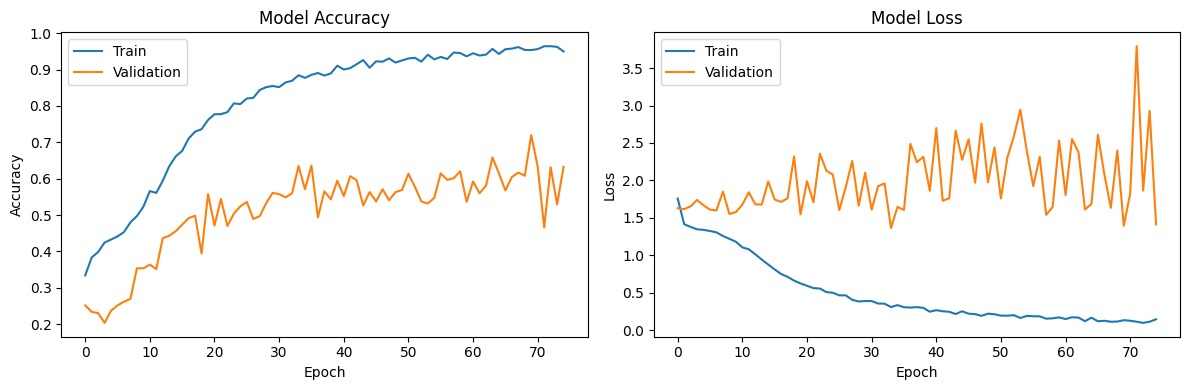 Model Accuracy
Train
Validation
Accuracy
1.0
0.9
0.8
0.7
0.6
0.5
0.4
0.3
0.2
0 10 20 30 40 50 60 70
Epoch
Model Loss
Train
Validation
Loss
3.5
3.0
2.5
2.0
1.5
1.0
0.5
0.0
0 10 20 30 40 50 60 70
Epoch